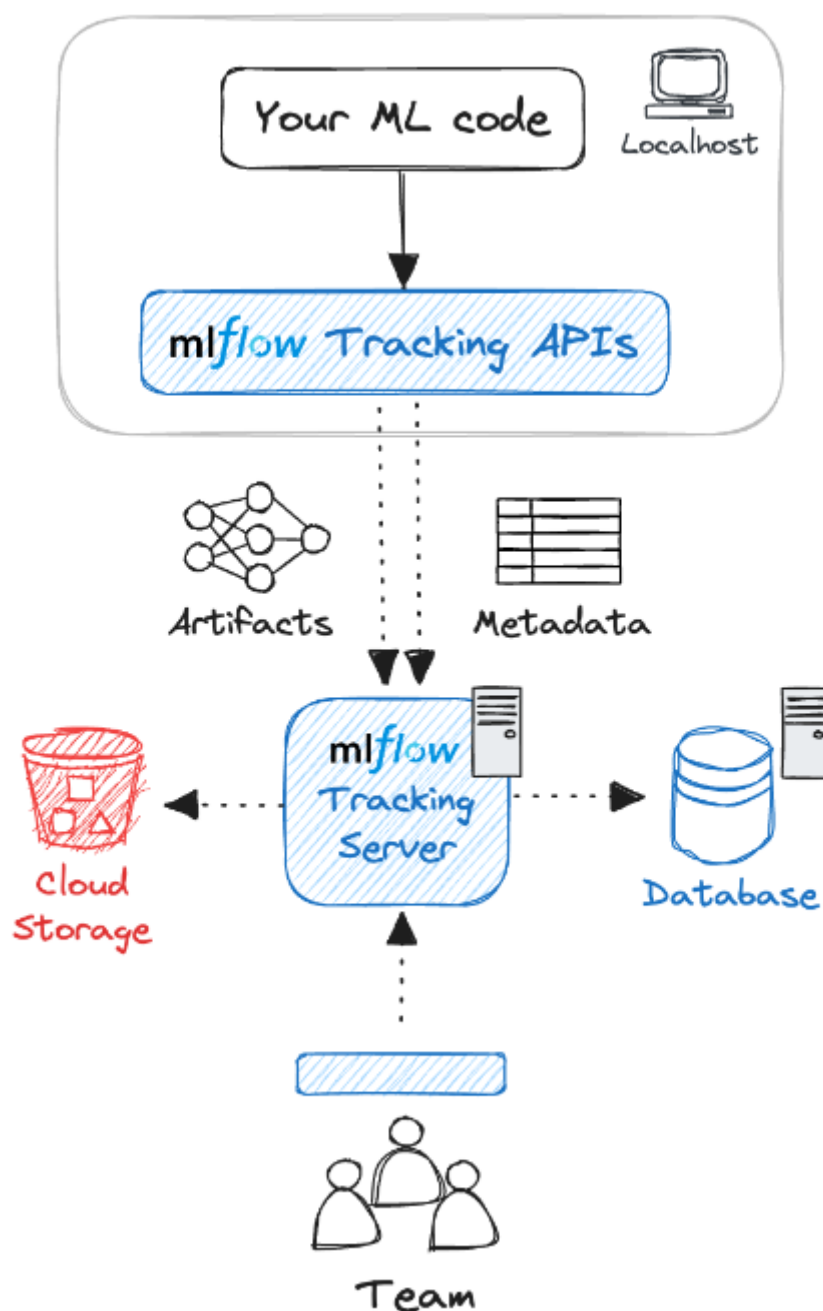 Your ML code
Localhost
mlflow Tracking APIs
Artifacts
Metadata
mlflow
Tracking
Server
Cloud
Storage
Database
Team